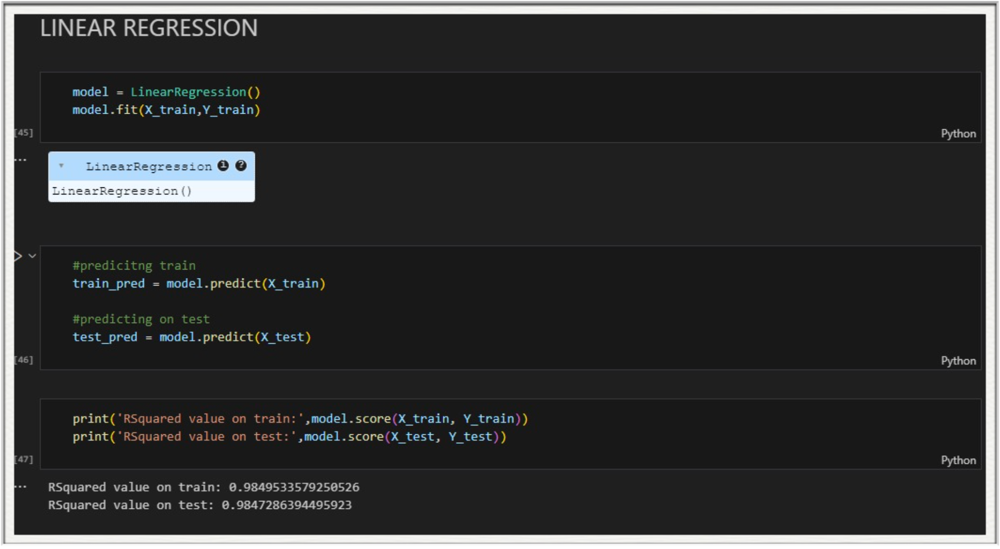 LINEAR REGRESSION
model = LinearRegression()
model.fit(X_train,Y_train)
[45]
Python
...
LinearRegression i ?
LinearRegression()
#predicitng train
train_pred = model.predict(X_train)
#predicting on test
test_pred = model.predict(X_test)
[46]
Python
print('RSquared value on train:',model.score(X_train, Y_train))
print('RSquared value on test:',model.score(X_test, Y_test))
[47]
Python
...
RSquared value on train: 0.9849533579250526
RSquared value on test: 0.9847286394495923